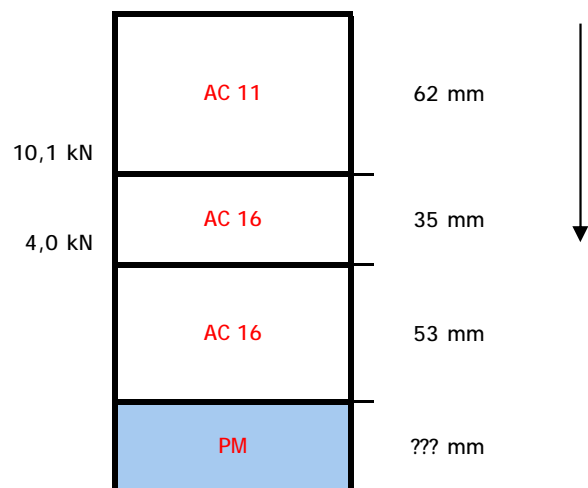 AC 11 62 mm
10,1 kN
AC 16 35 mm
4,0 kN
AC 16 53 mm
PM ??? mm